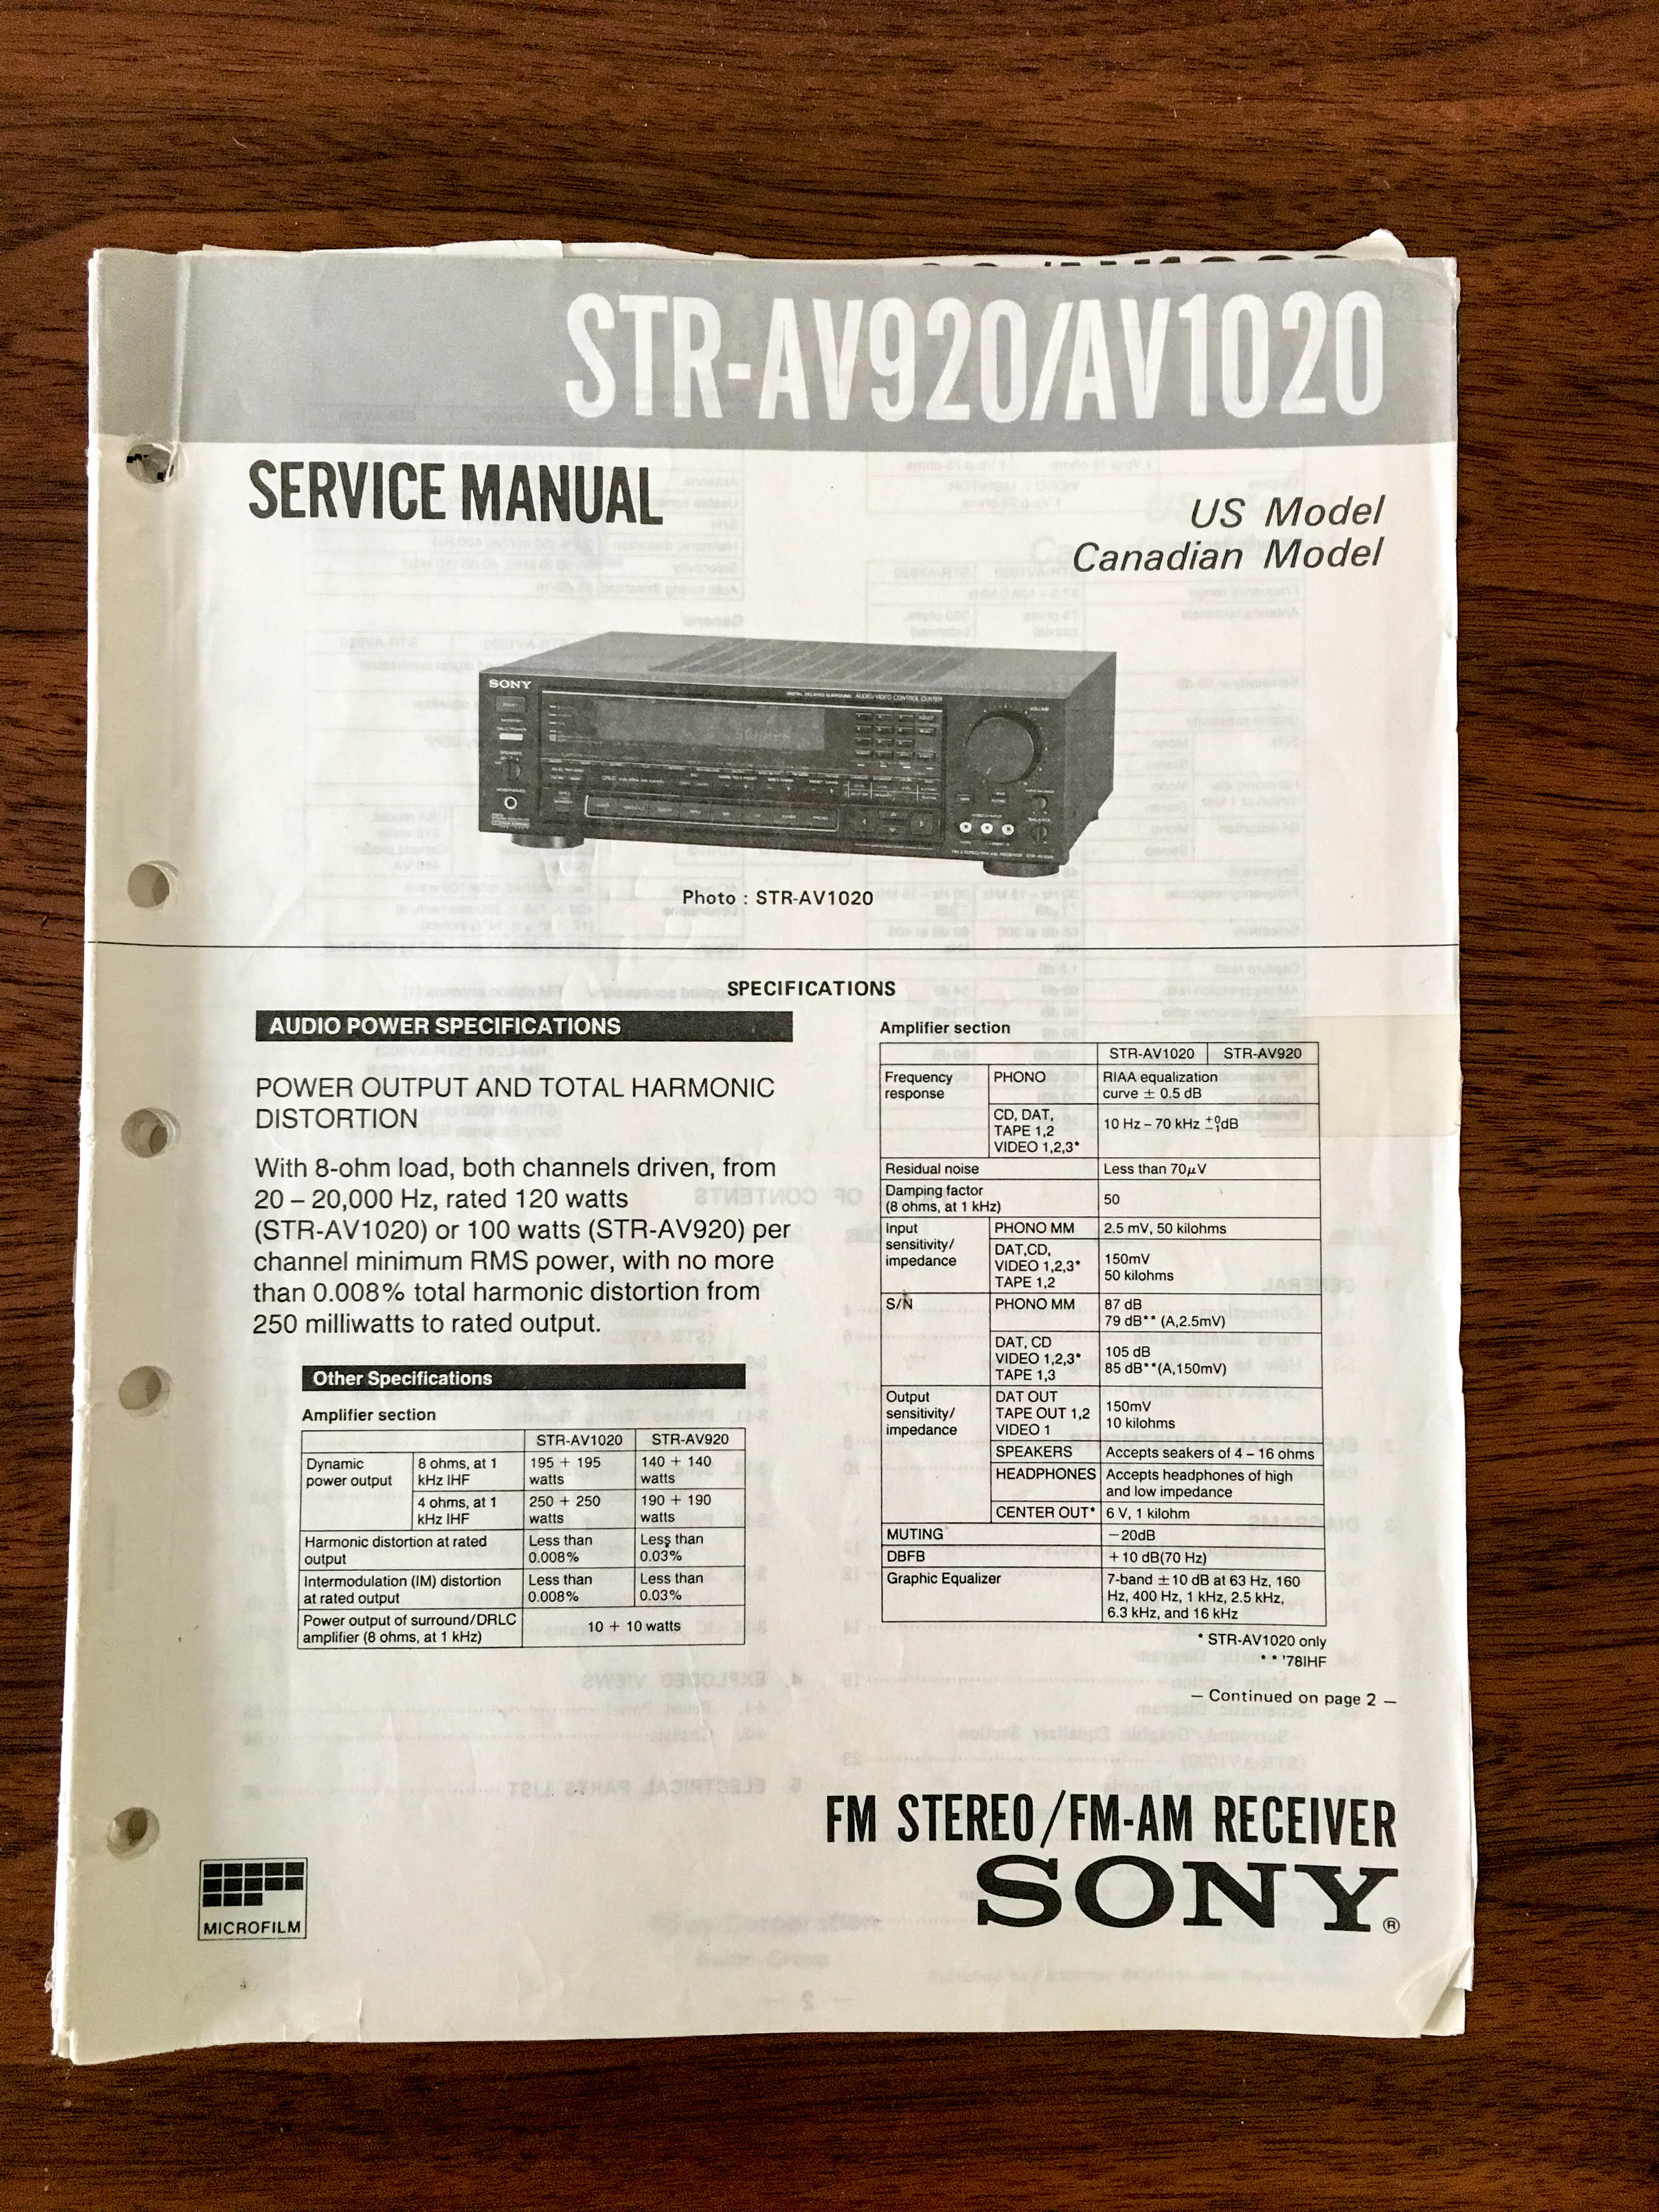 STR-AV920/AV1020
SERVICE MANUAL
US Model
Canadian Model
SONY
AUDIO/VIDEO CONTROL CENTER
VOLUME
Photo : STR-AV1020
SPECIFICATIONS
AUDIO POWER SPECIFICATIONS
POWER OUTPUT AND TOTAL HARMONIC
DISTORTION
With 8-ohm load, both channels driven, from
20 – 20,000 Hz, rated 120 watts
(STR-AV1020) or 100 watts (STR-AV920) per
channel minimum RMS power, with no more
than 0.008% total harmonic distortion from
250 milliwatts to rated output.
Other Specifications
Amplifier section
STR-AV1020 STR-AV920
Dynamic power output 8 ohms, at 1 kHz IHF 195 + 195 watts 140 + 140 watts
4 ohms, at 1 kHz IHF 250 + 250 watts 190 + 190 watts
Harmonic distortion at rated output Less than 0.008% Less than 0.03%
Intermodulation (IM) distortion at rated output Less than 0.008% Less than 0.03%
Power output of surround/DRLC amplifier (8 ohms, at 1 kHz) 10 + 10 watts
Amplifier section
STR-AV1020 STR-AV920
Frequency response PHONO RIAA equalization curve ± 0.5 dB
CD, DAT, TAPE 1,2 VIDEO 1,2,3* 10 Hz – 70 kHz +0 −1 dB
Residual noise Less than 70μV
Damping factor (8 ohms, at 1 kHz) 50
Input sensitivity/ impedance PHONO MM 2.5 mV, 50 kilohms
DAT,CD, VIDEO 1,2,3* TAPE 1,2 150mV 50 kilohms
S/N PHONO MM 87 dB 79 dB** (A,2.5mV)
DAT, CD VIDEO 1,2,3* TAPE 1,3 105 dB 85 dB**(A,150mV)
Output sensitivity/ impedance DAT OUT TAPE OUT 1,2 VIDEO 1 150mV 10 kilohms
SPEAKERS Accepts seakers of 4 – 16 ohms
HEADPHONES Accepts headphones of high and low impedance
CENTER OUT* 6 V, 1 kilohm
MUTING −20dB
DBFB +10 dB(70 Hz)
Graphic Equalizer 7-band ±10 dB at 63 Hz, 160 Hz, 400 Hz, 1 kHz, 2.5 kHz, 6.3 kHz, and 16 kHz
* STR-AV1020 only
** '78IHF
— Continued on page 2 —
FM STEREO/FM-AM RECEIVER
SONY®
MICROFILM